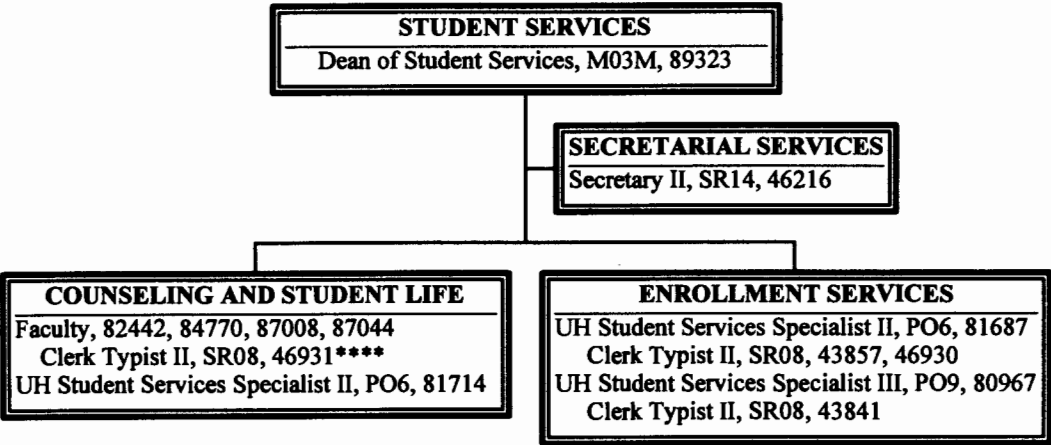 STUDENT SERVICES
Dean of Student Services, M03M, 89323
SECRETARIAL SERVICES
Secretary II, SR14, 46216
COUNSELING AND STUDENT LIFE
Faculty, 82442, 84770, 87008, 87044
Clerk Typist II, SR08, 46931****
UH Student Services Specialist II, PO6, 81714
ENROLLMENT SERVICES
UH Student Services Specialist II, PO6, 81687
Clerk Typist II, SR08, 43857, 46930
UH Student Services Specialist III, PO9, 80967
Clerk Typist II, SR08, 43841